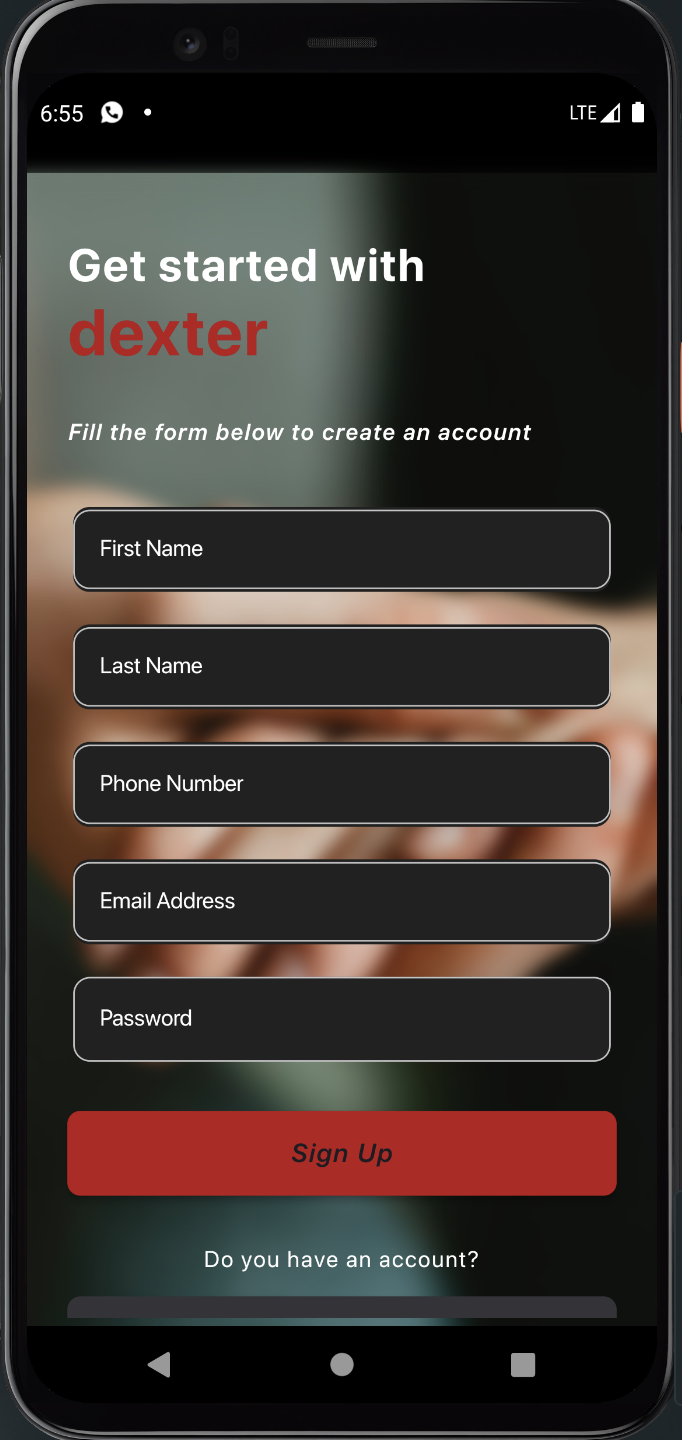 6:55 LTE
Get started with
dexter
Fill the form below to create an account
First Name
Last Name
Phone Number
Email Address
Password
Sign Up
Do you have an account?